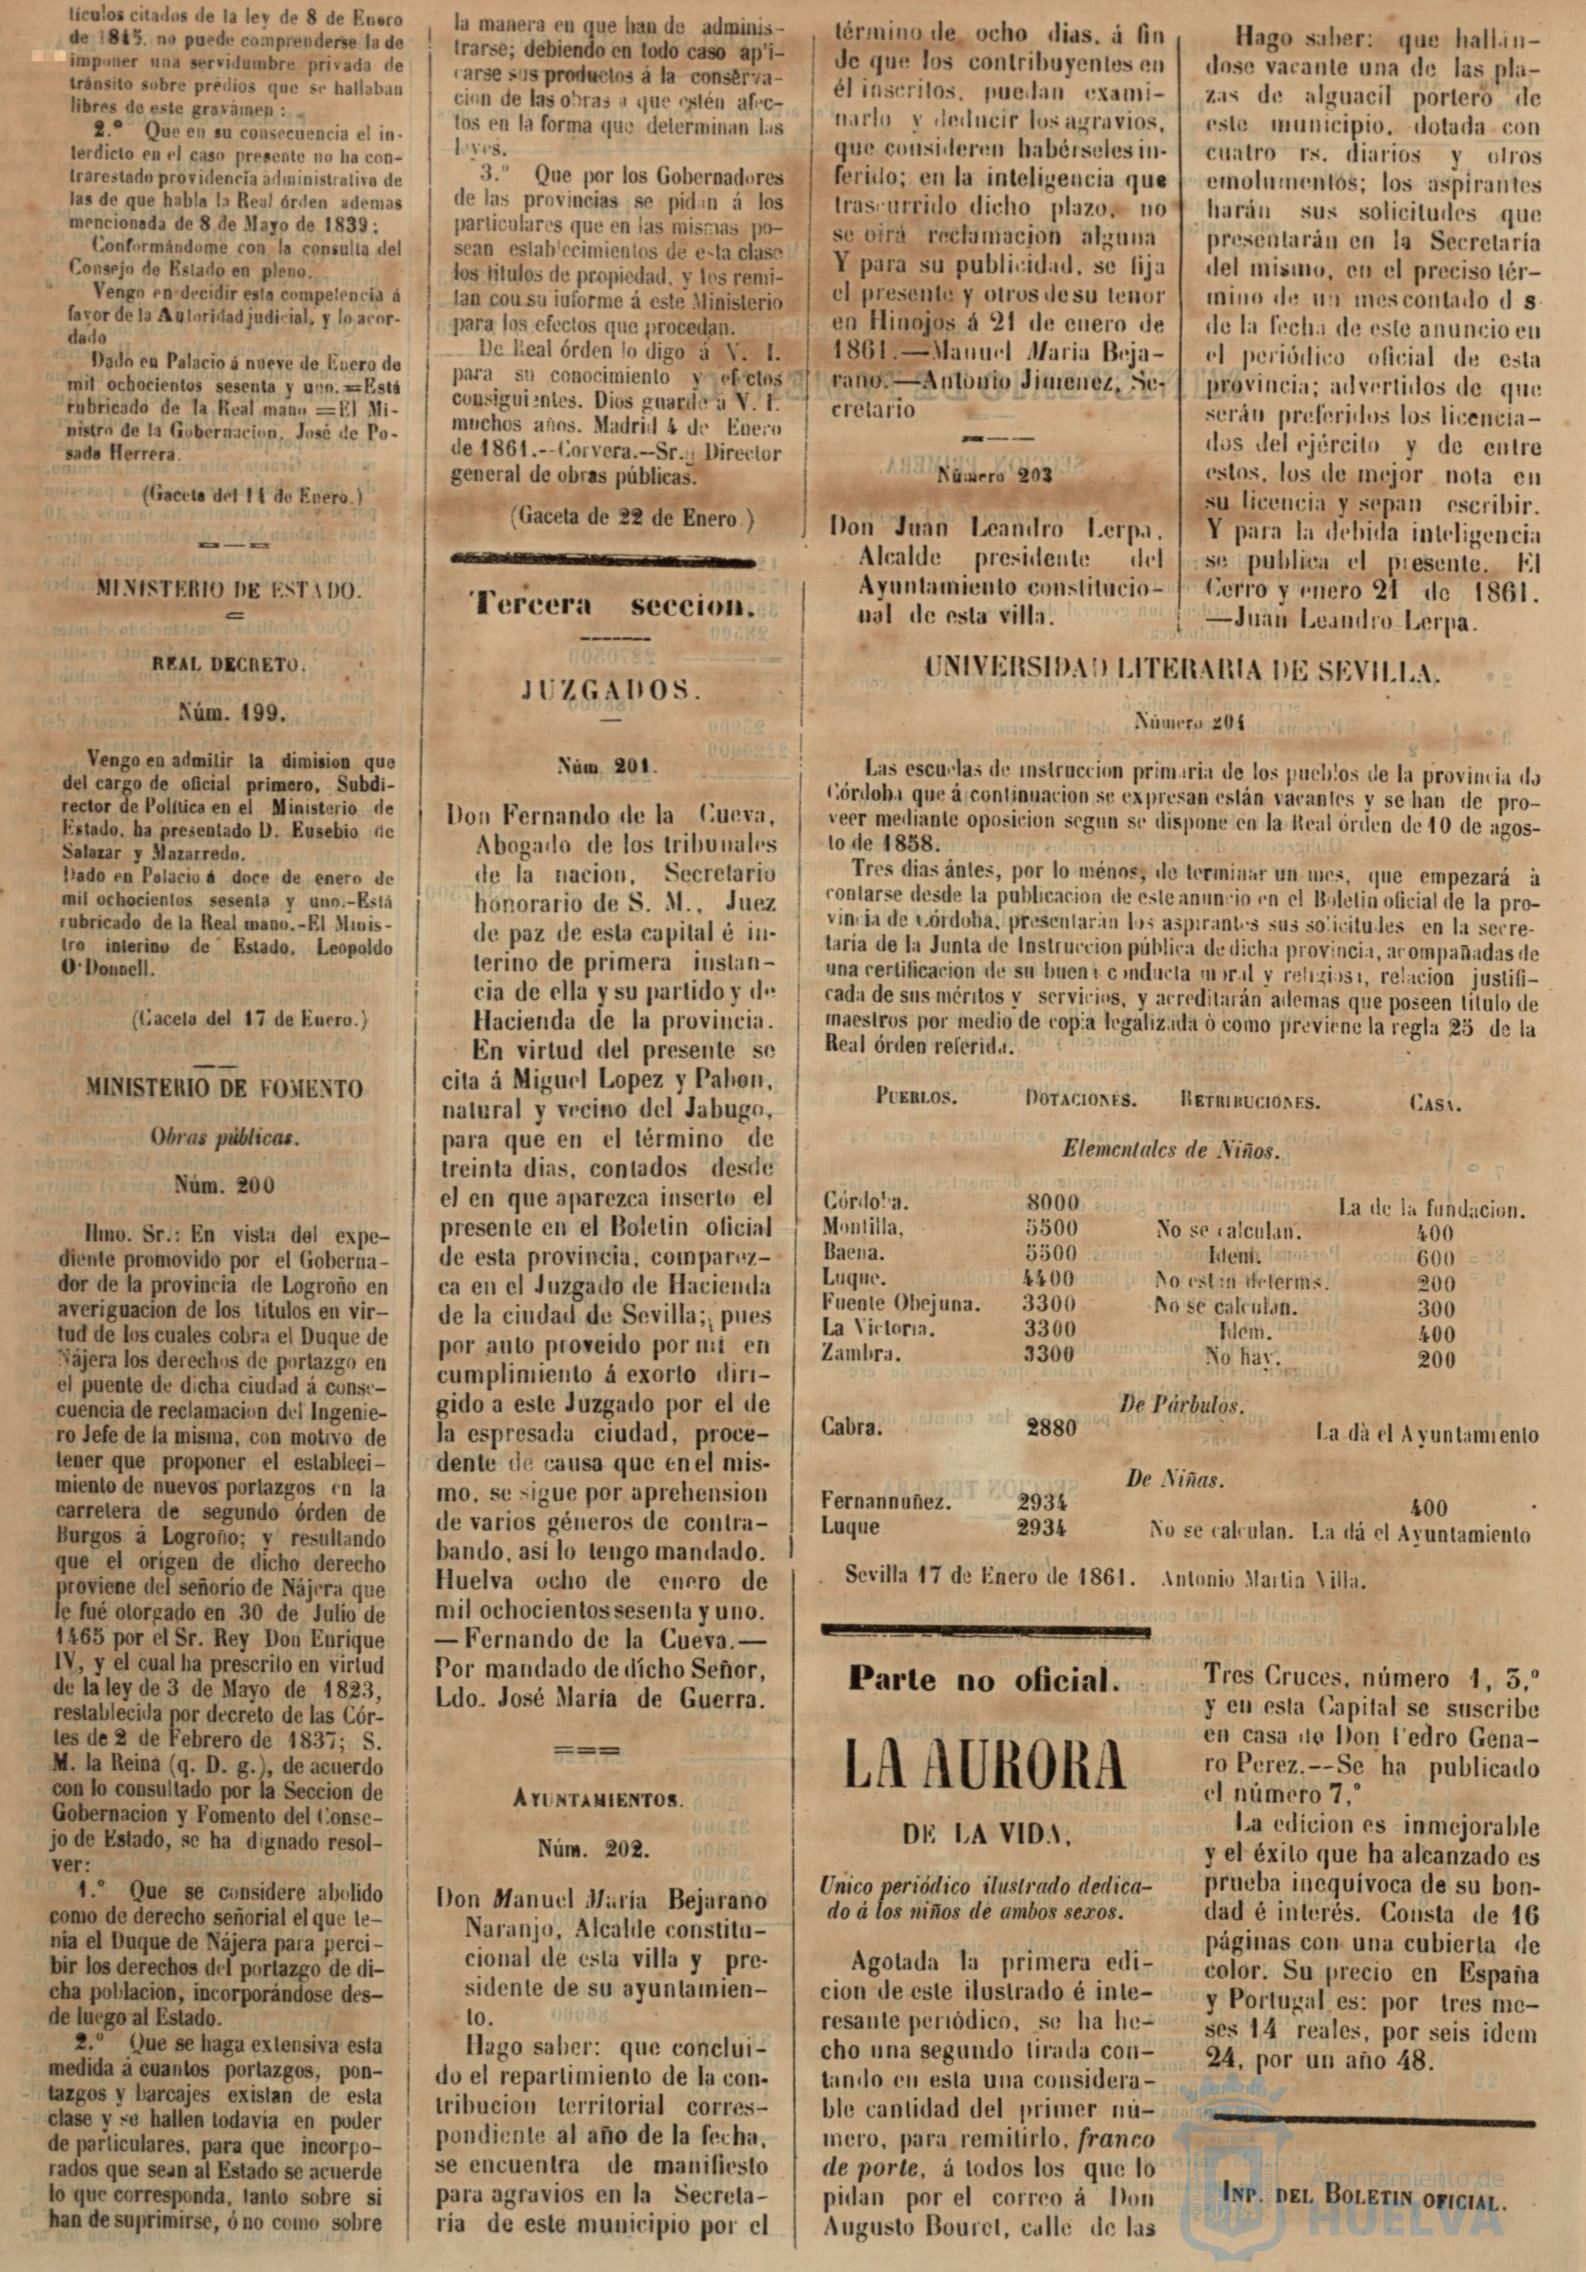 tículos citados de la ley de 8 de Enero
de 1845, no puede comprenderse la de
imponer una servidumbre privada de
tránsito sobre prédios que se hallaban
libres de este gravámen:
2.º Que en su consecuencia el in-
terdicto en el caso presente no ha con-
trarestado providencia administrativa de
las de que habla la Real órden ademas
mencionada de 8 de Mayo de 1839;
Conformándome con la consulta del
Consejo de Estado en pleno,
Vengo en decidir esta competencia á
favor de la Autoridad judicial, y lo acor-
dado
Dado en Palacio á nueve de Enero de
mil ochocientos sesenta y uno.=Está
rubricado de la Real mano =El Mi-
nistro de la Gobernacion, José de Po-
sada Herrera.
(Gaceta del 14 de Enero.)
MINISTERIO DE ESTADO.
REAL DECRETO.
Núm. 199.
Vengo en admitir la dimision que
del cargo de oficial primero, Subdi-
rector de Política en el Ministerio de
Estado, ha presentado D. Eusebio de
Salazar y Mazarredo.
Dado en Palacio á doce de enero de
mil ochocientos sesenta y uno.-Está
rubricado de la Real mano.-El Minis-
tro interino de Estado, Leopoldo
O'Donnell.
(Gaceta del 17 de Enero.)
MINISTERIO DE FOMENTO
Obras públicas.
Núm. 200
Ilmo. Sr.: En vista del expe-
diente promovido por el Goberna-
dor de la provincia de Logroño en
averiguacion de los titulos en vir-
tud de los cuales cobra el Duque de
Nájera los derechos de portazgo en
el puente de dicha ciudad á conse-
cuencia de reclamacion del Ingenie-
ro Jefe de la misma, con motivo de
tener que proponer el estableci-
miento de nuevos portazgos en la
carretera de segundo órden de
Burgos á Logroño; y resultando
que el orígen de dicho derecho
proviene del señorio de Nájera que
le fué otorgado en 30 de Julio de
1465 por el Sr. Rey Don Enrique
IV, y el cual ha prescrito en virtud
de la ley de 3 de Mayo de 1823,
restablecida por decreto de las Cór-
tes de 2 de Febrero de 1837; S.
M. la Reina (q. D. g.), de acuerdo
con lo consultado por la Seccion de
Gobernacion y Fomento del Conse-
jo de Estado, se ha dignado resol-
ver:
1.º Que se considere abolido
como de derecho señorial el que te-
nia el Duque de Nájera para perci-
bir los derechos del portazgo de di-
cha poblacion, incorporándose des-
de luego al Estado.
2.º Que se haga extensiva esta
medida á cuantos portazgos, pon-
tazgos y barcajes existan de esta
clase y se hallen todavia en poder
de particulares, para que incorpo-
rados que sean al Estado se acuerde
lo que corresponda, tanto sobre si
han de suprimirse, ó no como sobre
la manera en que han de adminis-
trarse; debiendo en todo caso apli-
carse sus productos á la conserva-
cion de las obras a que estén afec-
tos en la forma que determinan las
leyes.
3.º Que por los Gobernadores
de las provincias se pidan á los
particulares que en las mismas po-
sean establecimientos de esta clase
los titulos de propiedad, y los remi-
tan cou su iuforme á este Ministerio
para los efectos que procedan.
De Real órden lo digo á V. I.
para su conocimiento y efectos
consiguientes. Dios guarde á V. I.
muchos años. Madrid 4 de Enero
de 1861.--Corvera.--Sr. Director
general de obras públicas.
(Gaceta de 22 de Enero)
Tercera seccion.
JUZGADOS.
Núm 201.
Don Fernando de la Cueva,
Abogado de los tribunales
de la nacion, Secretario
honorario de S. M., Juez
de paz de esta capital é in-
terino de primera instan-
cia de ella y su partido y de
Hacienda de la provincia.
En virtud del presente se
cita á Miguel Lopez y Pabon,
natural y vecino del Jabugo,
para que en el término de
treinta dias, contados desde
el en que aparezca inserto el
presente en el Boletin oficial
de esta provincia, comparez-
ca en el Juzgado de Hacienda
de la ciudad de Sevilla; pues
por auto proveido por mi en
cumplimiento á exorto diri-
gido a este Juzgado por el de
la espresada ciudad, proce-
dente de causa que en el mis-
mo, se sigue por aprehension
de varios géneros de contra-
bando, asi lo tengo mandado.
Huelva ocho de enero de
mil ochocientos sesenta y uno.
—Fernando de la Cueva.—
Por mandado de dicho Señor,
Ldo. José María de Guerra.
AYUNTAMIENTOS.
Núm. 202.
Don Manuel María Bejarano
Naranjo, Alcalde constitu-
cional de esta villa y pre-
sidente de su ayuntamien-
to.
Hago saber: que conclui-
do el repartimiento de la con-
tribucion territorial corres-
pondiente al año de la fecha,
se encuentra de manifiesto
para agravios en la Secreta-
ría de este municipio por el
término de ocho dias, á fin
de que los contribuyentes en
él inscritos, puedan exami-
narlo y deducir los agravios,
que consideren habérseles in-
ferido; en la inteligencia que
trascurrido dicho plazo, no
se oirá reclamacion alguna
Y para su publicidad, se fija
el presente y otros de su tenor
en Hinojos á 21 de enero de
1861.—Manuel Maria Beja-
rano.—Antonio Jimenez, Se-
cretario
Número 203
Don Juan Leandro Lerpa,
Alcalde presidente del
Ayuntamiento constitucio-
nal de esta villa.
Hago saber: que hallán-
dose vacante una de las pla-
zas de alguacil portero de
este municipio, dotada con
cuatro rs. diarios y otros
emolumentos; los aspirantes
harán sus solicitudes que
presentarán en la Secretaría
del mismo, en el preciso tér-
mino de un mes contado d s
de la fecha de este anuncio en
el periódico oficial de esta
provincia; advertidos de que
serán preferidos los licencia-
dos del ejército y de entre
estos, los de mejor nota en
su licencia y sepan escribir.
Y para la debida inteligencia
se publica el presente. El
Cerro y enero 21 de 1861.
—Juan Leandro Lerpa.
UNIVERSIDAD LITERARIA DE SEVILLA.
Número 204
Las escuelas de instruccion primaria de los pueblos de la provincia do
Córdoba que á continuacion se expresan están vacantes y se han de pro-
veer mediante oposicion segun se dispone en la Real órden de 10 de agos-
to de 1858.
Tres dias ántes, por lo ménos, de terminar un mes, que empezará à
contarse desde la publicacion de este anuncio en el Boletin oficial de la pro-
vincia de Córdoba, presentarán los aspirantes sus solicitudes en la secre-
taría de la Junta de Instruccion pública de dicha provincia, acompañadas de
una certificacion de su buena conducta moral y religiosa, relacion justifi-
cada de sus méritos y servicios, y acreditarán ademas que poseen titulo de
maestros por medio de copia legalizada ò como previene la regla 25 de la
Real órden referida.
PUEBLOS. DOTACIONES. RETRIBUCIONES. CASA.
Elementales de Niños.
Córdoba. 8000 La de la fundacion.
Montilla, 5500 No se calculan. 400
Baena. 5500 Idem. 600
Luque. 4400 No están determs. 200
Fuente Obejuna. 3300 No se calculan. 300
La Victoria. 3300 Idem. 400
Zambra. 3300 No hay. 200
De Párbulos.
Cabra. 2880 La dà el Ayuntamiento
De Niñas.
Fernannuñez. 2934 400
Luque 2934 No se calculan. La dá el Ayuntamiento
Sevilla 17 de Enero de 1861. Antonio Martin Villa.
Parte no oficial.
LA AURORA
DE LA VIDA,
Unico periódico ilustrado dedica-
do á los niños de ambos sexos.
Agotada la primera edi-
cion de este ilustrado é inte-
resante periódico, se ha he-
cho una segundo tirada con-
tando en esta una considera-
ble cantidad del primer nú-
mero, para remitirlo, franco
de porte, á todos los que lo
pidan por el correo á Don
Augusto Bouret, calle de las
Tres Cruces, número 1, 3,º
y en esta Capital se suscribe
en casa de Don Pedro Gena-
ro Perez.--Se ha publicado
el número 7,º
La edicion es inmejorable
y el éxito que ha alcanzado es
prueba inequívoca de su bon-
dad é interés. Consta de 16
páginas con una cubierta de
color. Su precio en España
y Portugal es: por tres me-
ses 14 reales, por seis idem
24, por un año 48.
INP. DEL BOLETIN OFICIAL.
Ayuntamiento de
HUELVA